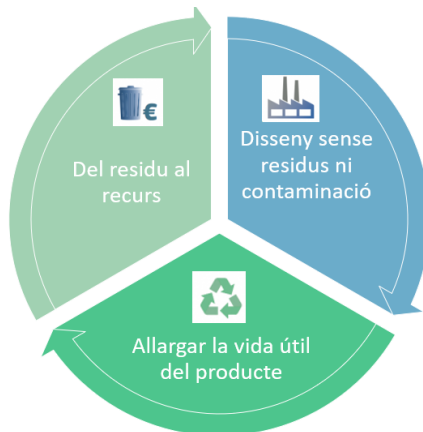 Disseny sense
residus ni
contaminació
Del residu al
recurs
€
Allargar la vida útil
del producte